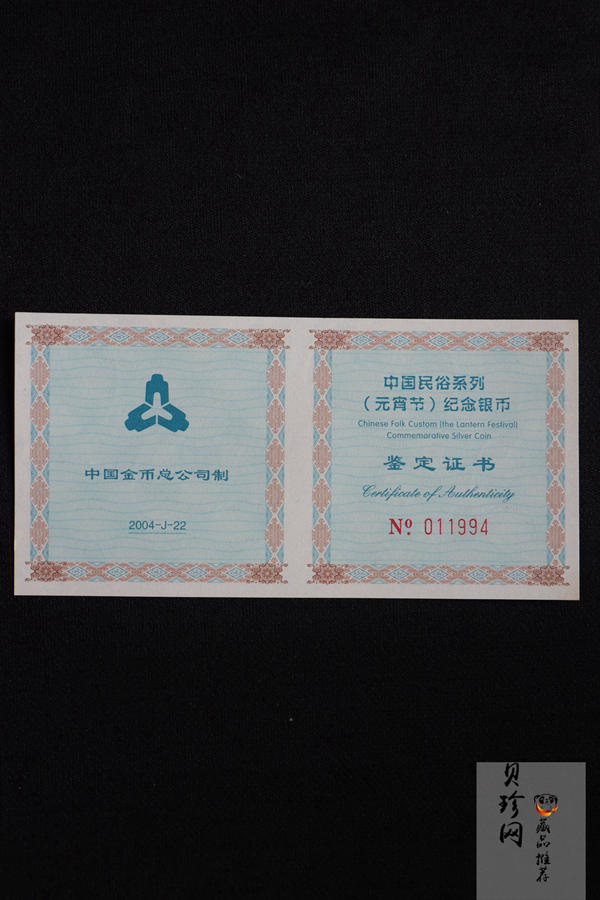 中国金币总公司制
2004-J-22
中国民俗系列
（元宵节）纪念银币
Chinese Folk Custom (the Lantern Festival)
Commemorative Silver Coin
鉴定证书
Certificate of Authenticity
Nº. 011994
贝珍网
藏品推荐